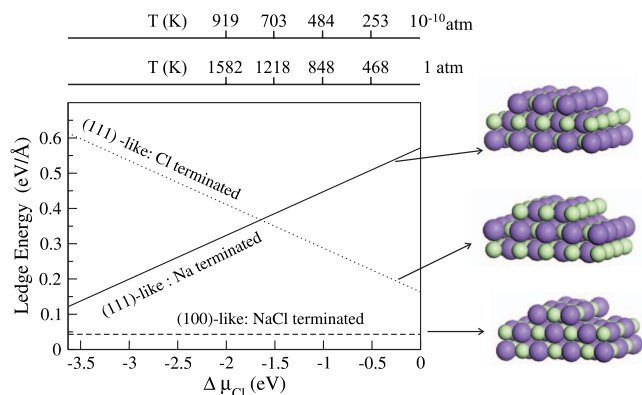 T (K) 919 703 484 253 10⁻¹⁰ atm
T (K) 1582 1218 848 468 1 atm
Ledge Energy (eV/Å)
0.6
0.5
0.4
0.3
0.2
0.1
0
(111) -like: Cl terminated
(111)-like : Na terminated
(100)-like: NaCl terminated
-3.5 -3 -2.5 -2 -1.5 -1 -0.5 0
Δ μCl (eV)